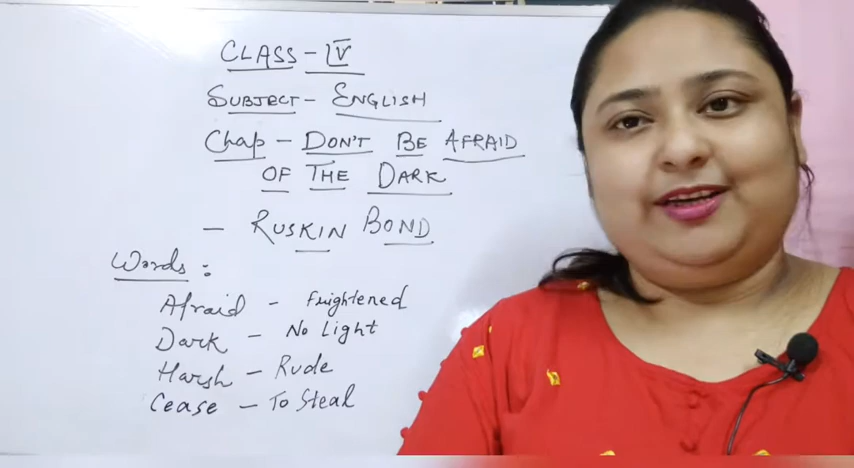 CLASS - IV
SUBJECT - ENGLISH
Chap - DON'T BE AFRAID
OF THE DARK
- RUSKIN BOND
Words :
Afraid - Frightened
Dark - No Light
Harsh - Rude
Cease - To Steal